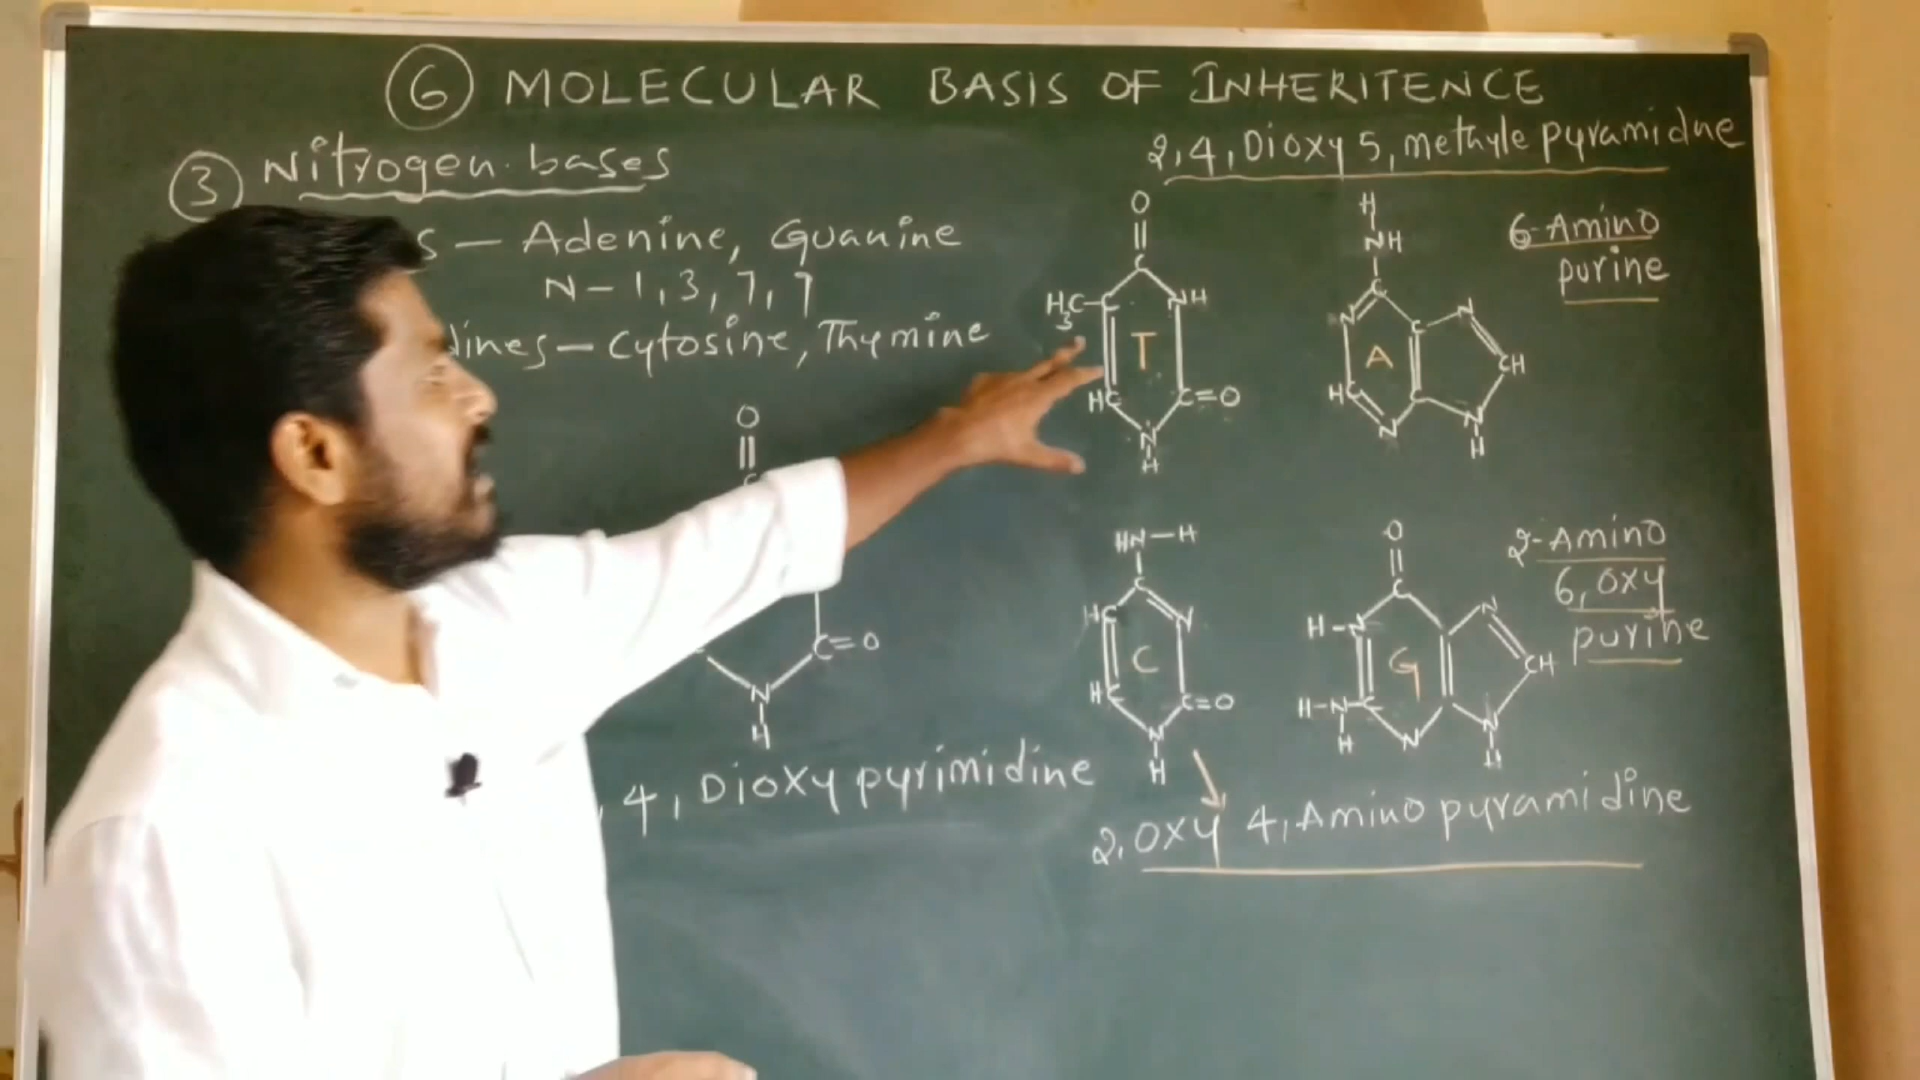 6 MOLECULAR BASIS OF INHERITENCE
3 Nitrogen bases
s — Adenine, Guanine
N - 1, 3, 7, 9
dines — Cytosine, Thymine
2,4, Dioxy 5, methyle pyramidne
O
H3C-C NH
T
HC C=O
N
H
H
NH
C
N C N
A
CH
HC C N
N H
6-Amino
purine
O
C
C=O
N
H
, 4, Dioxy pyrimidine
HN-H
C
HC N
C
HC C=O
N
H
O
C
H-N N
G
CH
H-N C
H N N
H
2-Amino
6, oxy
purine
2, oxy 4, Amino pyramidine